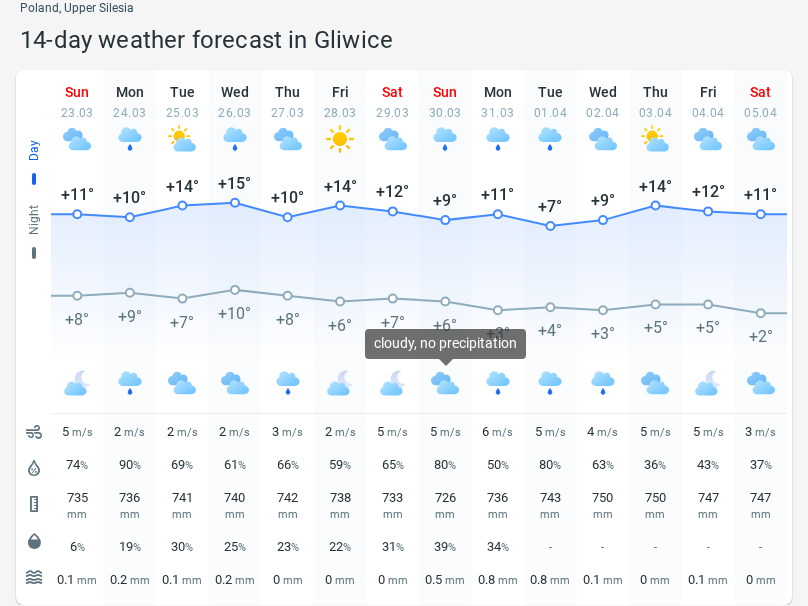 Poland, Upper Silesia
14-day weather forecast in Gliwice
Sun Mon Tue Wed Thu Fri Sat Sun Mon Tue Wed Thu Fri Sat
23.03 24.03 25.03 26.03 27.03 28.03 29.03 30.03 31.03 01.04 02.04 03.04 04.04 05.04
Day
+11° +10° +14° +15° +10° +14° +12° +9° +11° +7° +9° +14° +12° +11°
Night
+8° +9° +7° +10° +8° +6° +7° +6° +3° +4° +3° +5° +5° +2°
cloudy, no precipitation
5 m/s 2 m/s 2 m/s 2 m/s 3 m/s 2 m/s 5 m/s 5 m/s 6 m/s 5 m/s 4 m/s 5 m/s 5 m/s 3 m/s
74% 90% 69% 61% 66% 59% 65% 80% 50% 80% 63% 36% 43% 37%
735 736 741 740 742 738 733 726 736 743 750 750 747 747
mm mm mm mm mm mm mm mm mm mm mm mm mm mm
6% 19% 30% 25% 23% 22% 31% 39% 34% - - - - -
0.1 mm 0.2 mm 0.1 mm 0.2 mm 0 mm 0 mm 0 mm 0.5 mm 0.8 mm 0.8 mm 0.1 mm 0 mm 0.1 mm 0 mm